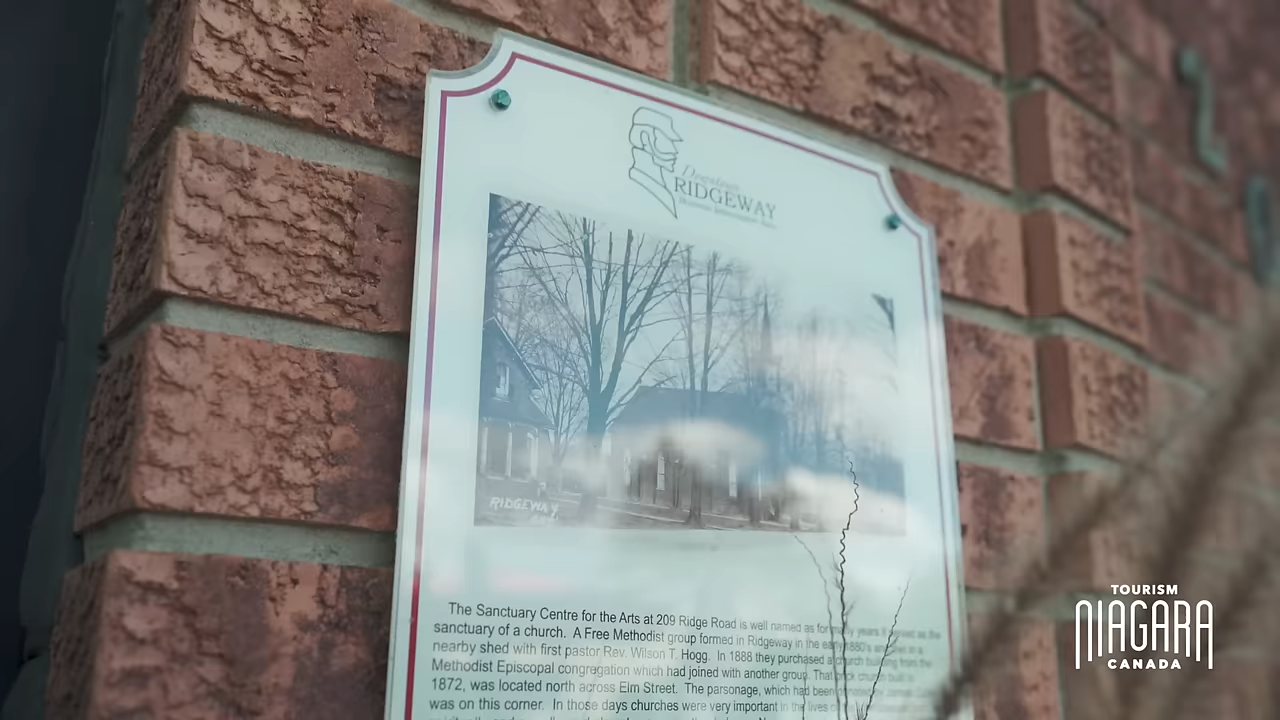 Downtown
RIDGEWAY
RIDGEWAY
The Sanctuary Centre for the Arts at 209 Ridge Road is well named as for many years it served as the
sanctuary of a church. A Free Methodist group formed in Ridgeway in the early 1880's and met in a
nearby shed with first pastor Rev. Wilson T. Hogg. In 1888 they purchased a church building from the
Methodist Episcopal congregation which had joined with another group. That brick church built in
1872, was located north across Elm Street. The parsonage, which had been donated by James
was on this corner. In those days churches were very important in the lives of
2
TOURISM
NIAGARA
CANADA